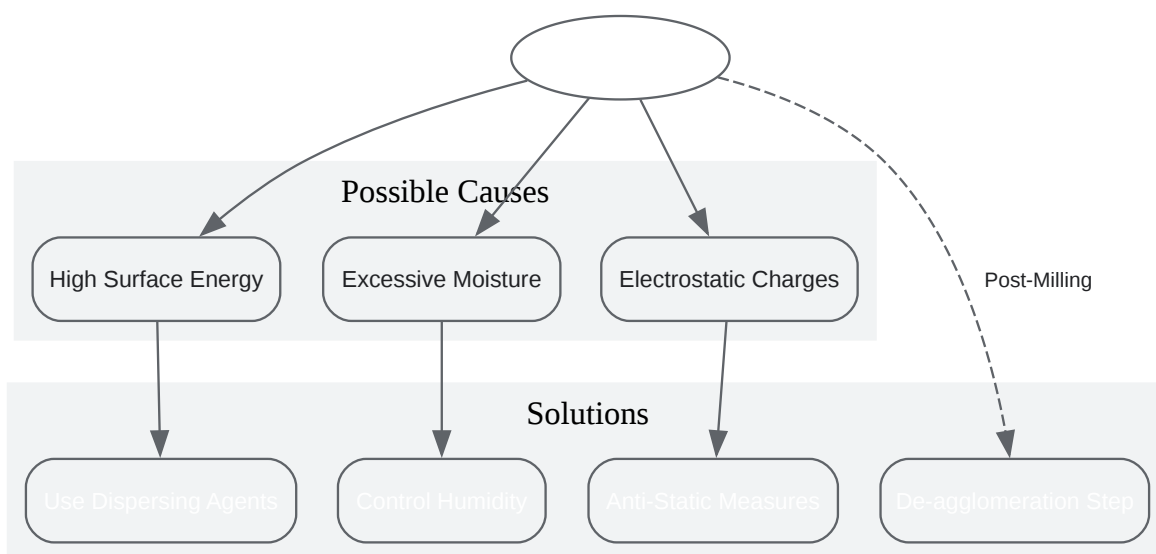 Possible Causes
High Surface Energy
Excessive Moisture
Electrostatic Charges
Post-Milling
Solutions
Use Dispersing Agents
Control Humidity
Anti-Static Measures
De-agglomeration Step